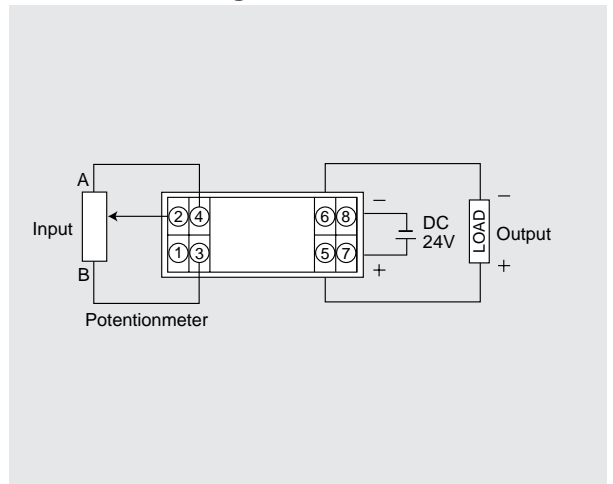 A
Input
B
Potentionmeter
② ④
① ③
⑥ ⑧
⑤ ⑦
−
+
DC
24V
LOAD
−
+
Output